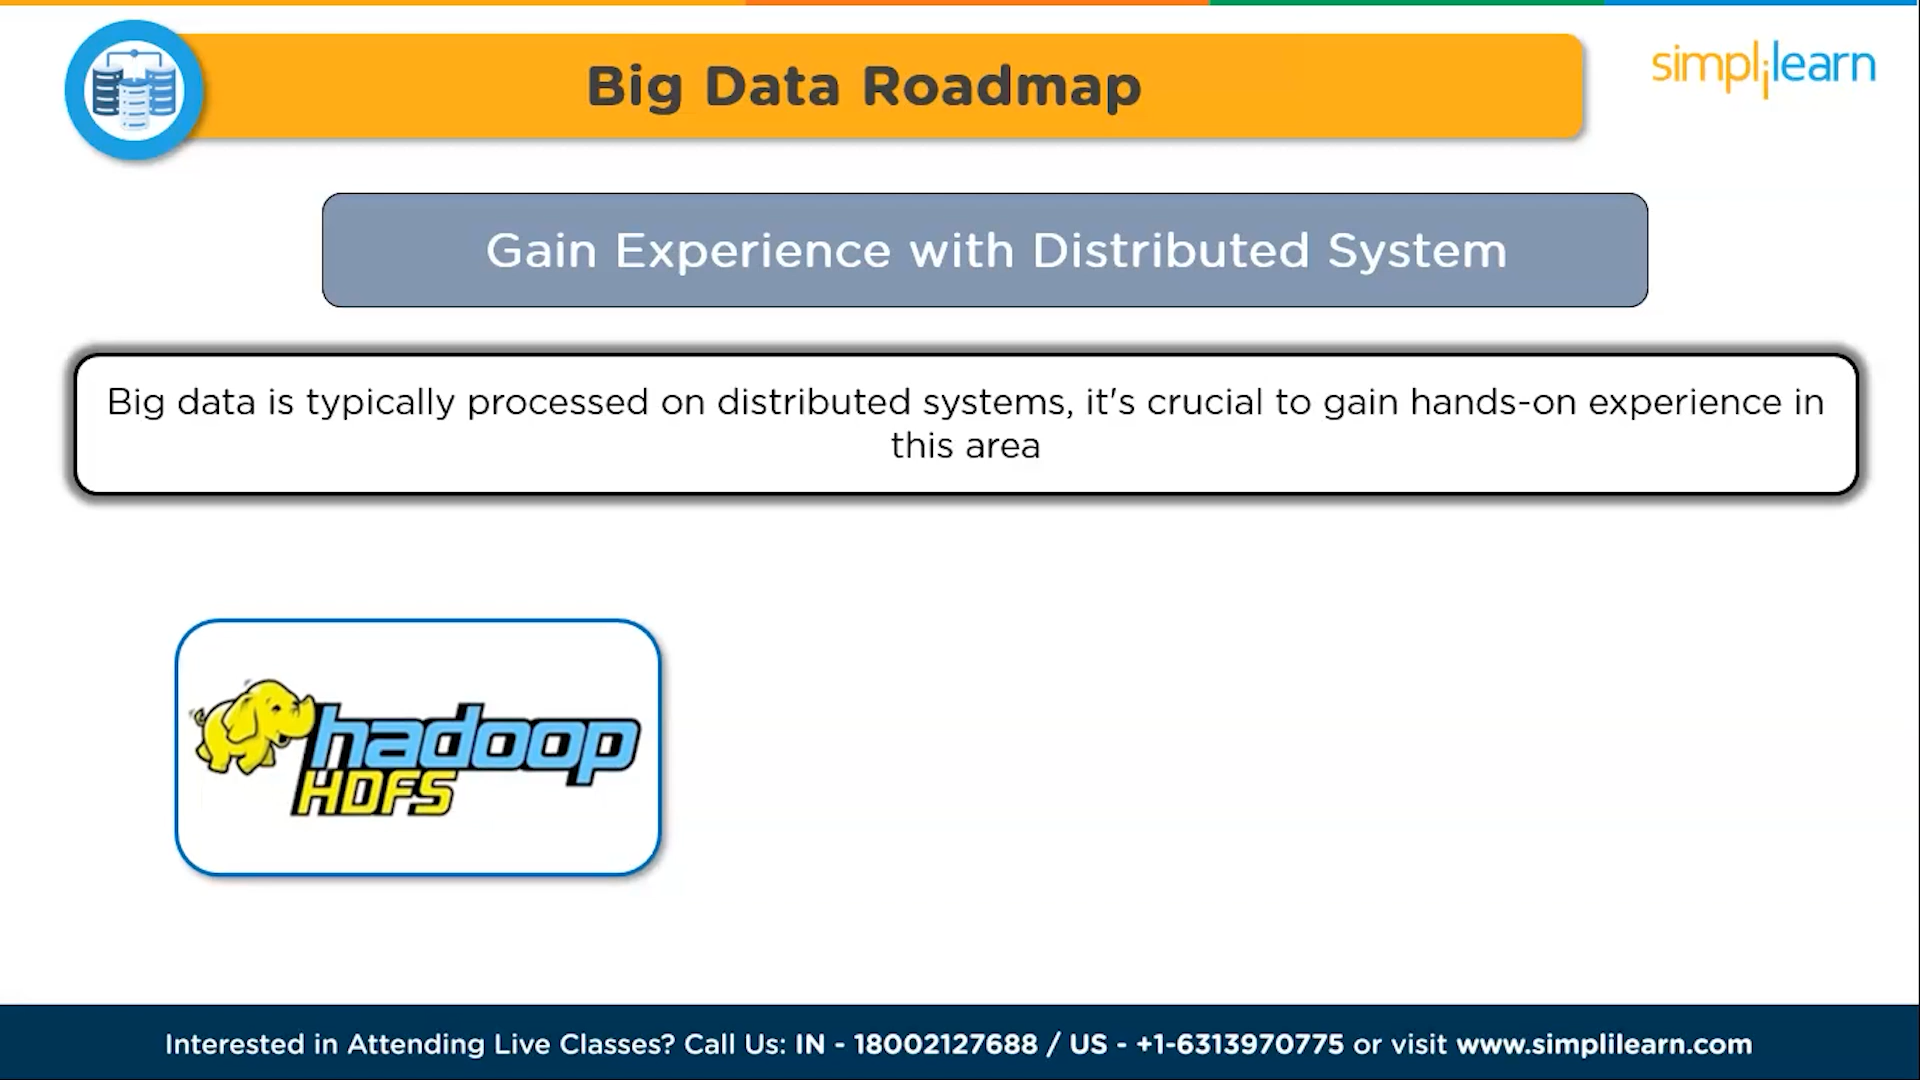 Big Data Roadmap
simplilearn
Gain Experience with Distributed System
Big data is typically processed on distributed systems, it's crucial to gain hands-on experience in
this area
hadoop
HDFS
Interested in Attending Live Classes? Call Us: IN - 18002127688 / US - +1-6313970775 or visit www.simplilearn.com